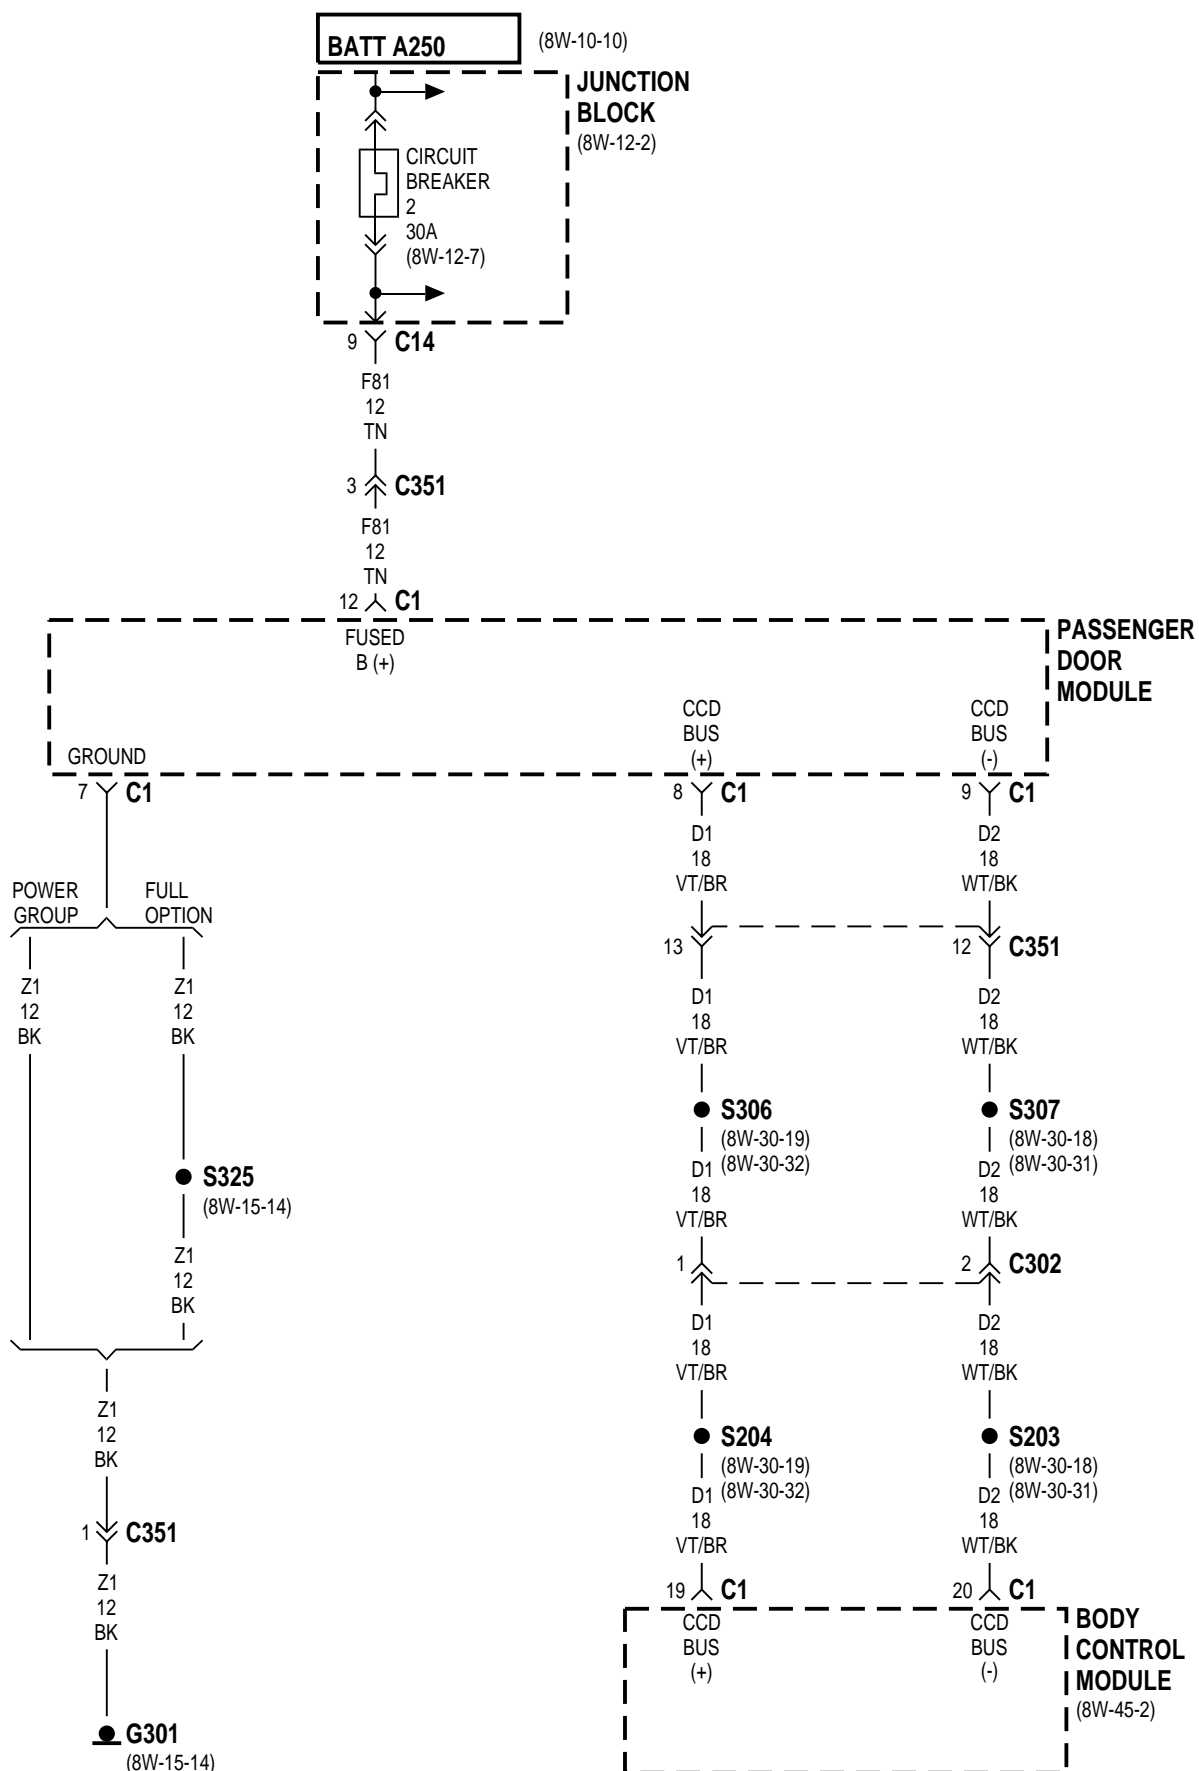 BATT A250
(8W-10-10)
JUNCTION
BLOCK
(8W-12-2)
CIRCUIT
BREAKER
2
30A
(8W-12-7)
9
C14
F81
12
TN
3
C351
F81
12
TN
12
C1
FUSED
B (+)
PASSENGER
DOOR
MODULE
CCD
BUS
(+)
CCD
BUS
(-)
GROUND
7
C1
8
C1
9
C1
D1
18
VT/BR
D2
18
WT/BK
POWER
GROUP
FULL
OPTION
13
12
C351
Z1
12
BK
Z1
12
BK
D1
18
VT/BR
D2
18
WT/BK
S306
(8W-30-19)
(8W-30-32)
S307
(8W-30-18)
(8W-30-31)
S325
(8W-15-14)
D1
18
VT/BR
D2
18
WT/BK
Z1
12
BK
1
2
C302
D1
18
VT/BR
D2
18
WT/BK
Z1
12
BK
S204
(8W-30-19)
(8W-30-32)
S203
(8W-30-18)
(8W-30-31)
D1
18
VT/BR
D2
18
WT/BK
1
C351
Z1
12
BK
19
C1
20
C1
CCD
BUS
(+)
CCD
BUS
(-)
BODY
CONTROL
MODULE
(8W-45-2)
G301
(8W-15-14)